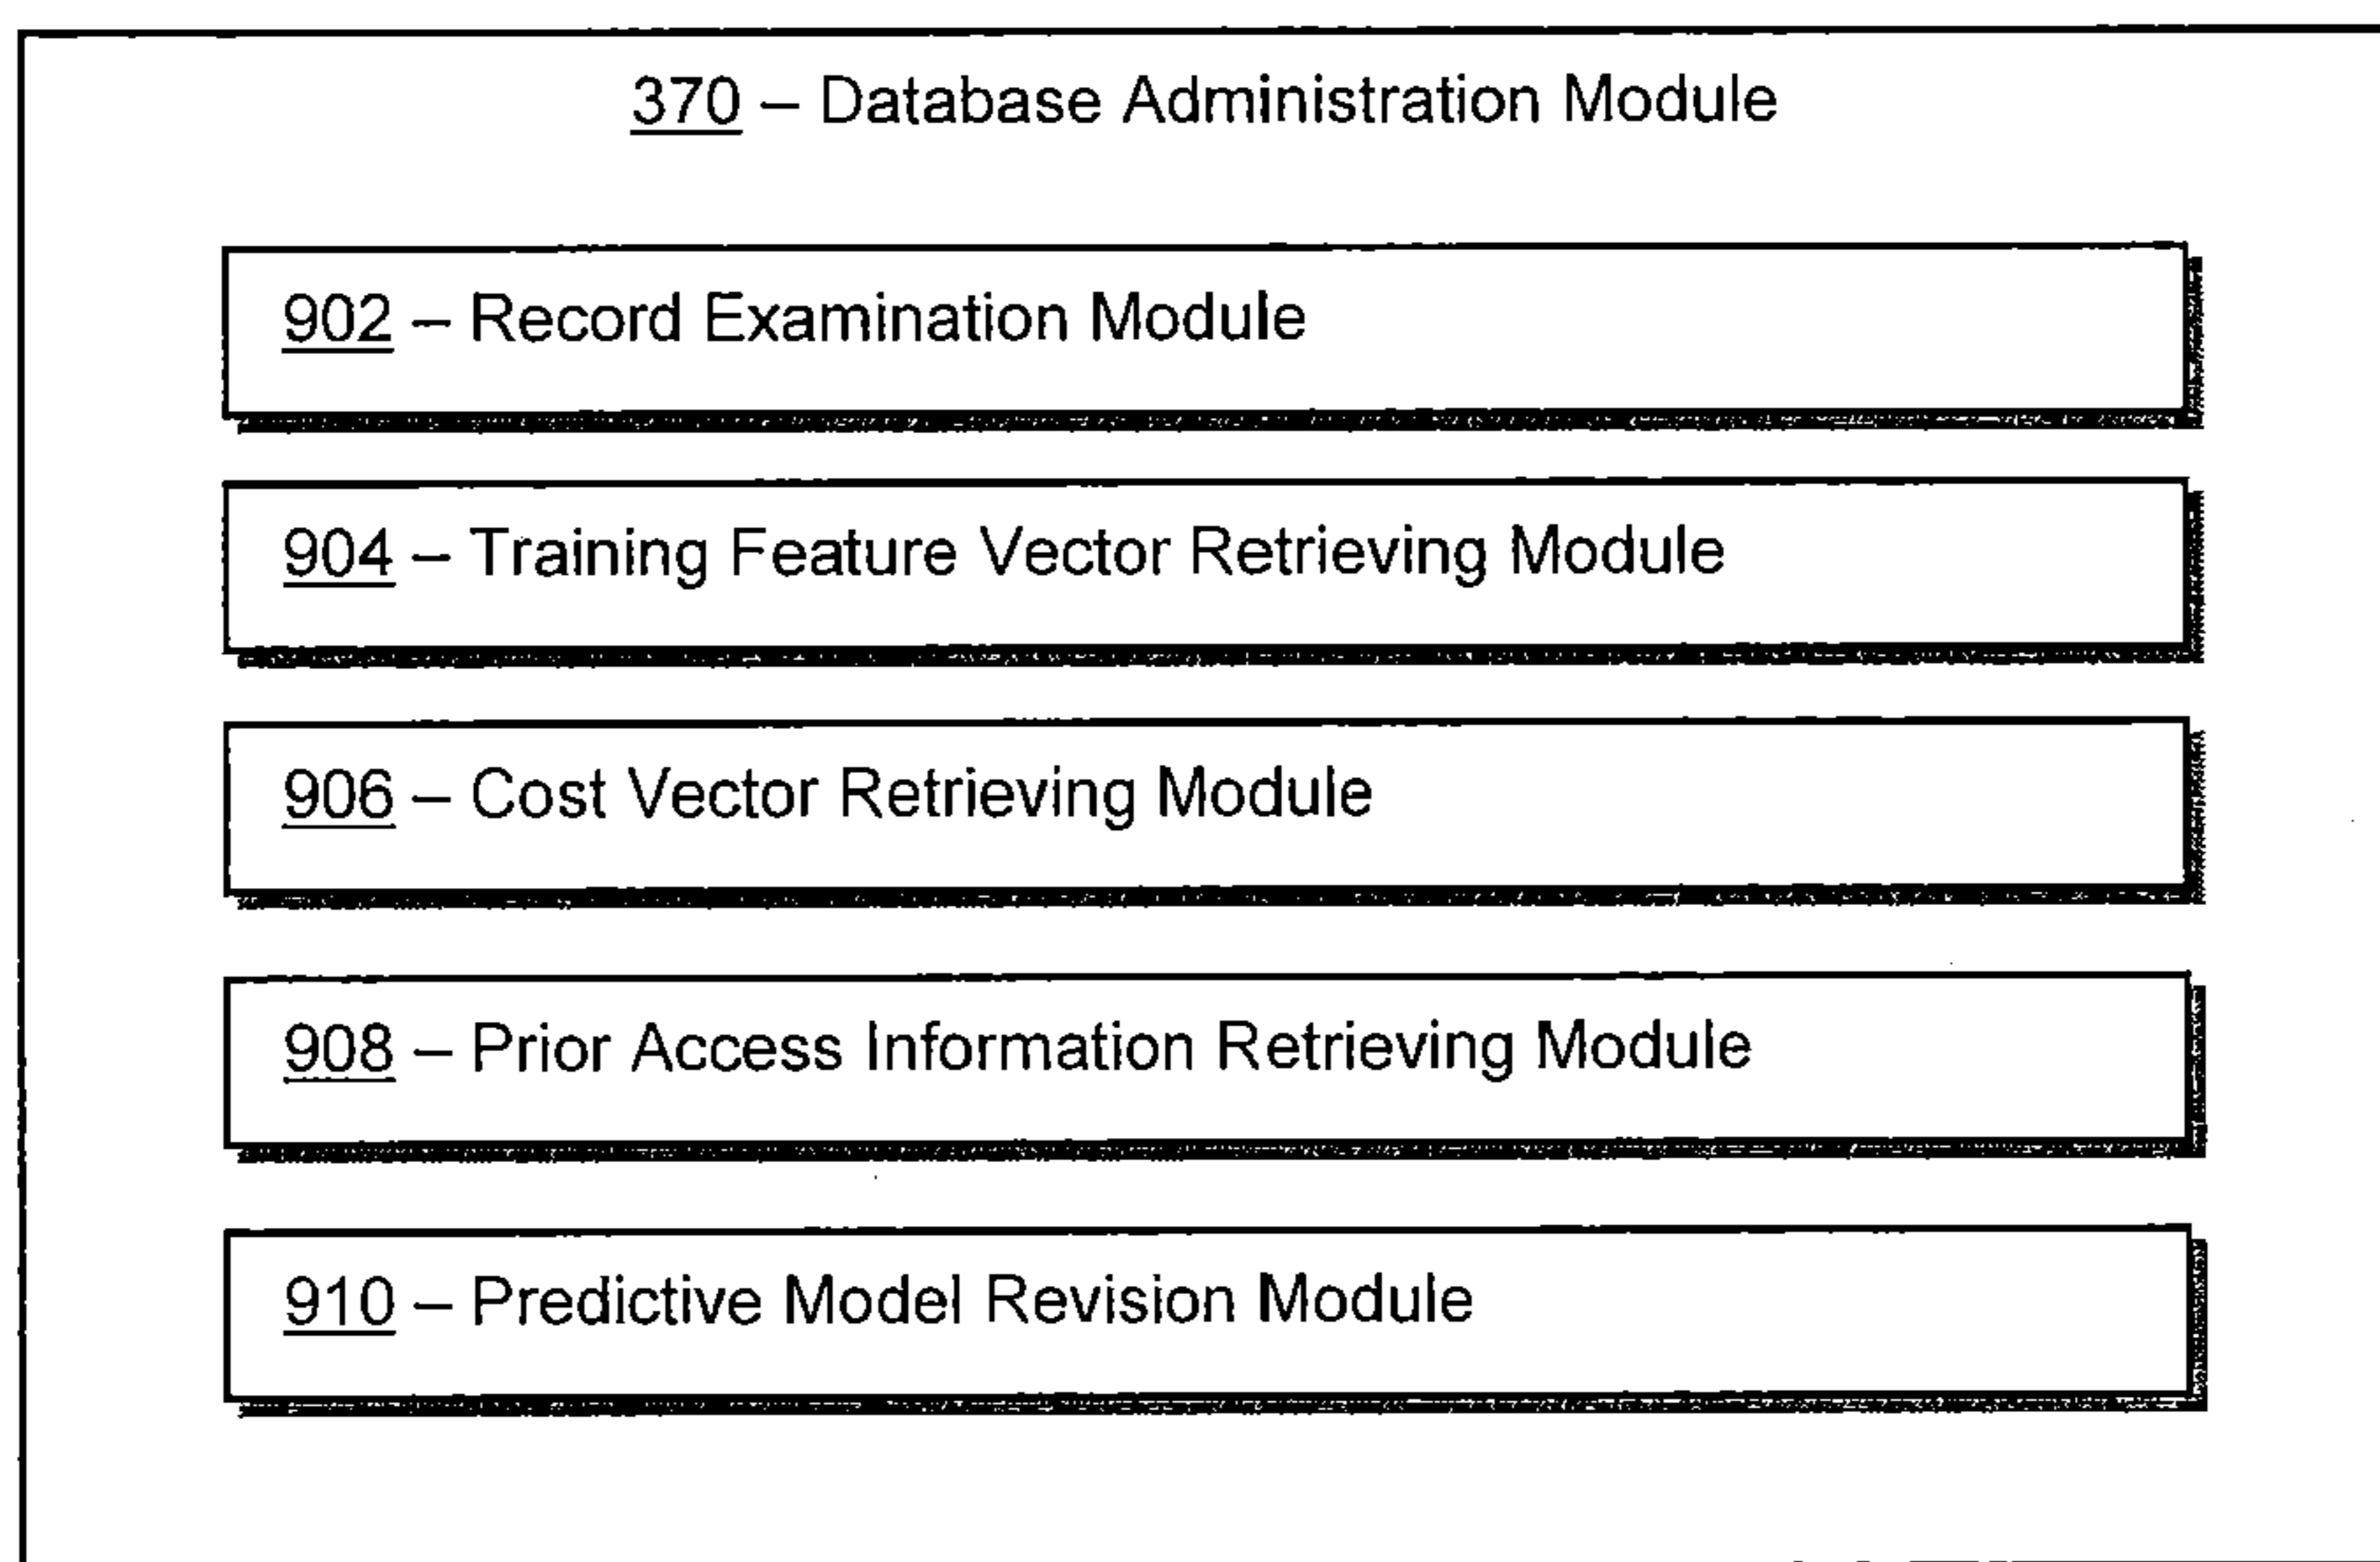 370 – Database Administration Module
902 – Record Examination Module
904 – Training Feature Vector Retrieving Module
906 – Cost Vector Retrieving Module
908 – Prior Access Information Retrieving Module
910 – Predictive Model Revision Module